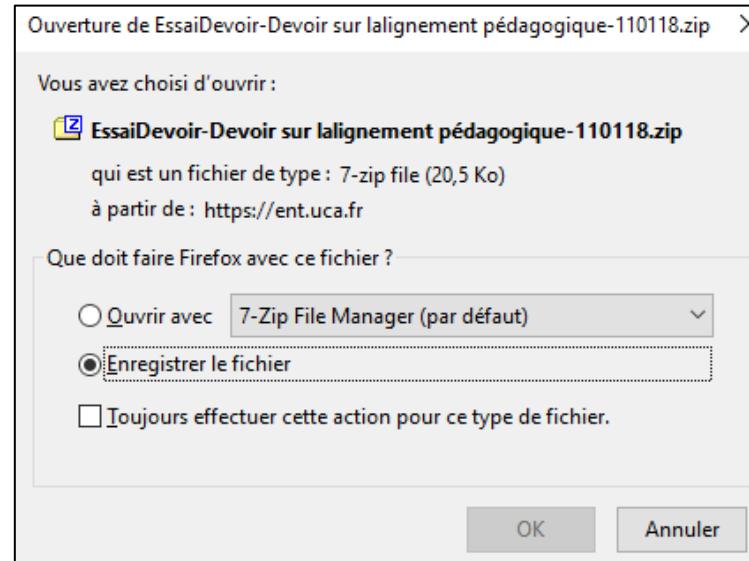 Ouverture de EssaiDevoir-Devoir sur lalignement pédagogique-110118.zip
Vous avez choisi d'ouvrir :
EssaiDevoir-Devoir sur lalignement pédagogique-110118.zip
qui est un fichier de type : 7-zip file (20,5 Ko)
à partir de : https://ent.uca.fr
Que doit faire Firefox avec ce fichier ?
Ouvrir avec 7-Zip File Manager (par défaut)
Enregistrer le fichier
Toujours effectuer cette action pour ce type de fichier.
OK Annuler